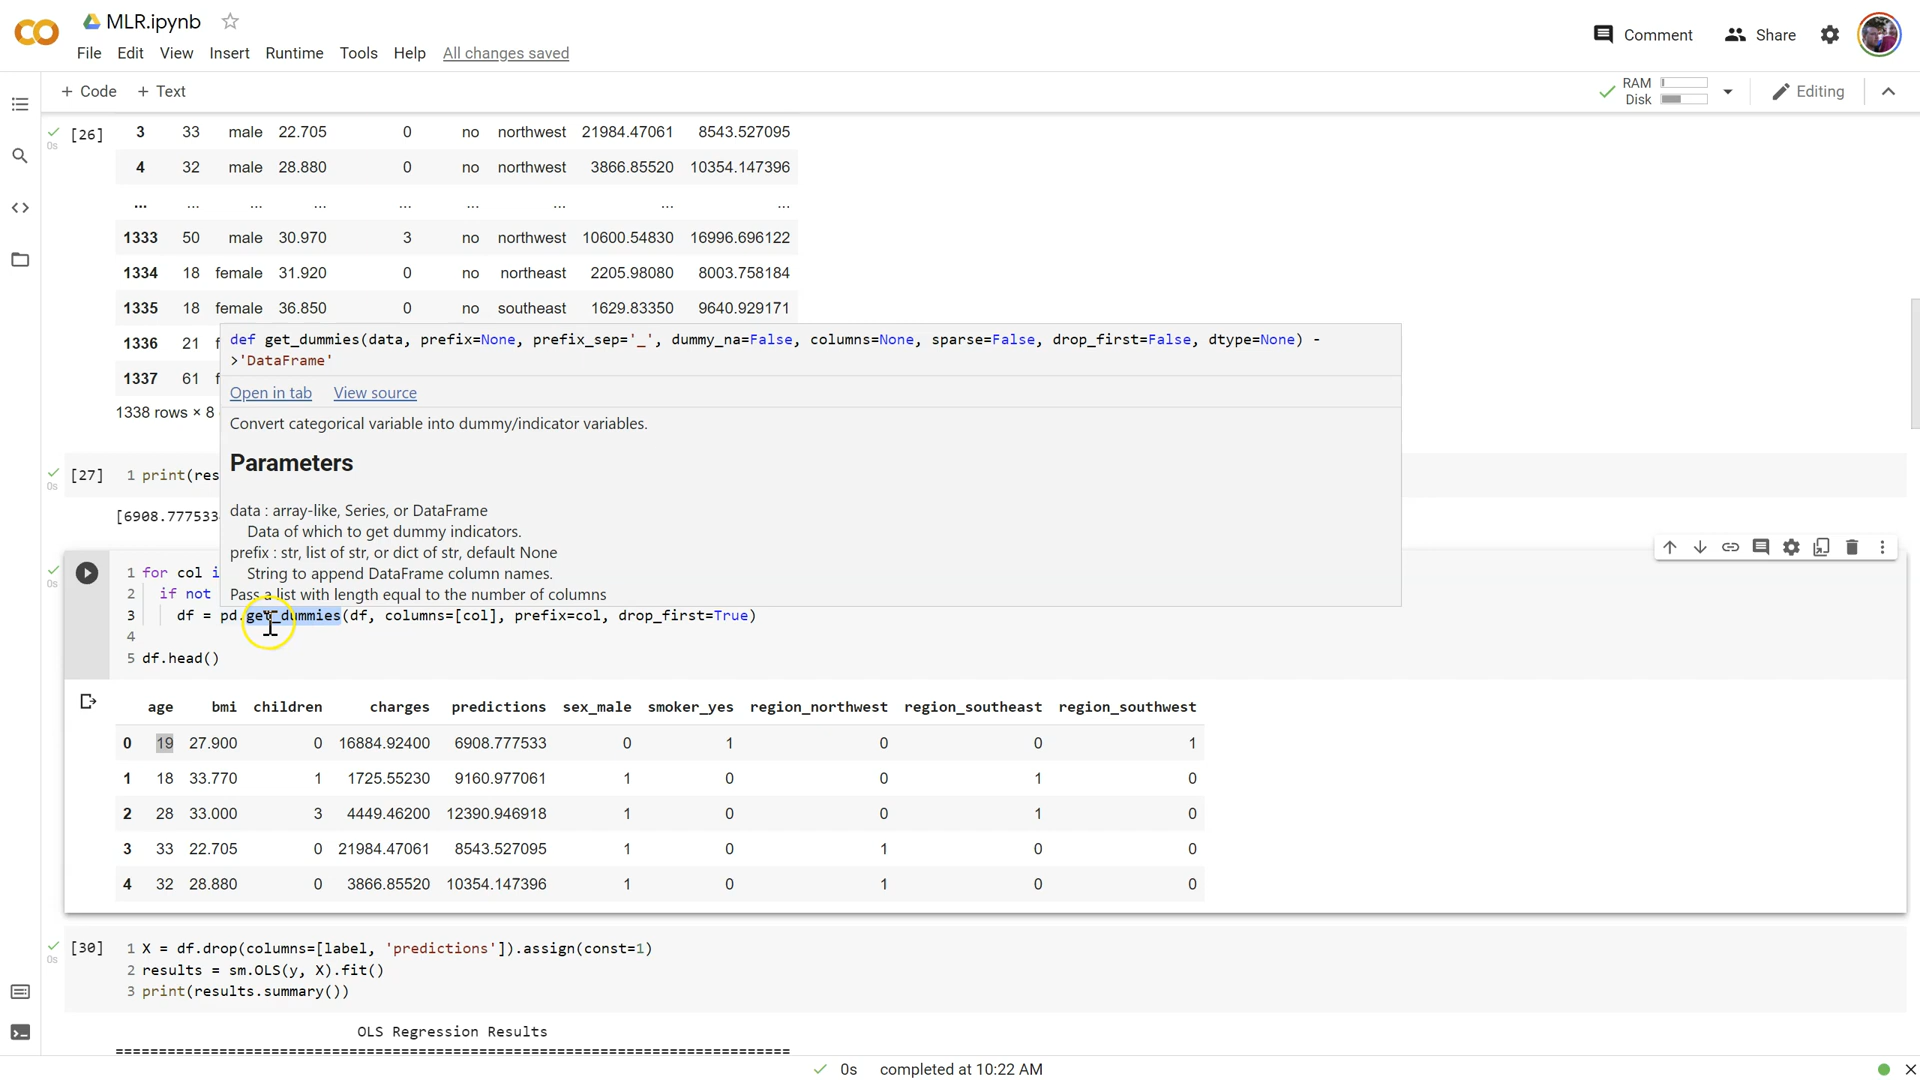 MLR.ipynb
Comment
Share
File Edit View Insert Runtime Tools Help All changes saved
+ Code + Text
RAM
Disk
Editing
[26] 3 33 male 22.705 0 no northwest 21984.47061 8543.527095
0s
4 32 male 28.880 0 no northwest 3866.85520 10354.147396
... ... ... ... ... ... ... ... ...
1333 50 male 30.970 3 no northwest 10600.54830 16996.696122
1334 18 female 31.920 0 no northeast 2205.98080 8003.758184
1335 18 female 36.850 0 no southeast 1629.83350 9640.929171
1336 21 f
1337 61 f
1338 rows × 8
def get_dummies(data, prefix=None, prefix_sep='_', dummy_na=False, columns=None, sparse=False, drop_first=False, dtype=None) -
>'DataFrame'
Open in tab View source
Convert categorical variable into dummy/indicator variables.
Parameters
data : array-like, Series, or DataFrame
Data of which to get dummy indicators.
prefix : str, list of str, or dict of str, default None
String to append DataFrame column names.
Pass a list with length equal to the number of columns
[27] 1 print(res
0s
[6908.777533
0s
1 for col i
2 if not
3 df = pd.get_dummies(df, columns=[col], prefix=col, drop_first=True)
4
5 df.head()
age bmi children charges predictions sex_male smoker_yes region_northwest region_southeast region_southwest
0 19 27.900 0 16884.92400 6908.777533 0 1 0 0 1
1 18 33.770 1 1725.55230 9160.977061 1 0 0 1 0
2 28 33.000 3 4449.46200 12390.946918 1 0 0 1 0
3 33 22.705 0 21984.47061 8543.527095 1 0 1 0 0
4 32 28.880 0 3866.85520 10354.147396 1 0 1 0 0
[30] 1 X = df.drop(columns=[label, 'predictions']).assign(const=1)
0s
2 results = sm.OLS(y, X).fit()
3 print(results.summary())
OLS Regression Results
==============================================================================
0s completed at 10:22 AM